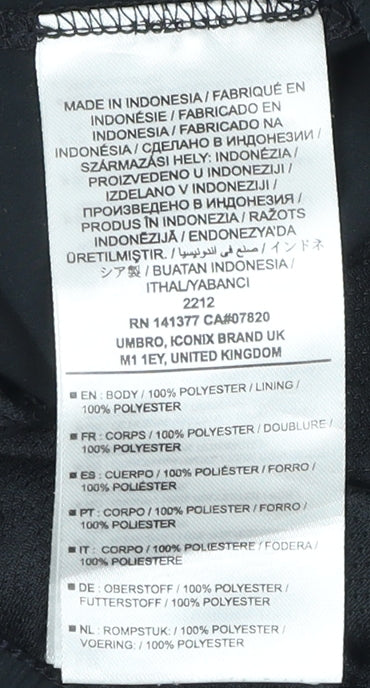 MADE IN INDONESIA / FABRIQUÉ EN
INDONÉSIE / FABRICADO EN
INDONESIA / FABRICADO NA
INDONÉSIA / СДЕЛАНО В ИНДОНЕЗИИ /
SZÁRMAZÁSI HELY: INDONÉZIA /
PROIZVEDENO U INDONEZIJI /
IZDELANO V INDONEZIJI /
ПРОИЗВЕДЕНО В ИНДОНЕЗИЯ /
PRODUS ÎN INDONEZIA / RAŽOTS
INDONĒZIJĀ / ENDONEZYA'DA
ÜRETILMIŞTIR. / صنع في اندونيسيا / インドネ
シア製 / BUATAN INDONESIA /
ITHAL/YABANCI
2212
RN 141377 CA#07820
UMBRO, ICONIX BRAND UK
M1 1EY, UNITED KINGDOM
EN : BODY / 100% POLYESTER / LINING /
100% POLYESTER
FR : CORPS / 100% POLYESTER / DOUBLURE /
100% POLYESTER
ES : CUERPO / 100% POLIÉSTER / FORRO /
100% POLIÉSTER
PT : CORPO / 100% POLIESTER / FORRO /
100% POLIESTER
IT : CORPO / 100% POLIESTERE / FODERA /
100% POLIESTERE
DE : OBERSTOFF / 100% POLYESTER /
FUTTERSTOFF / 100% POLYESTER
NL : ROMPSTUK: / 100% POLYESTER /
VOERING: / 100% POLYESTER